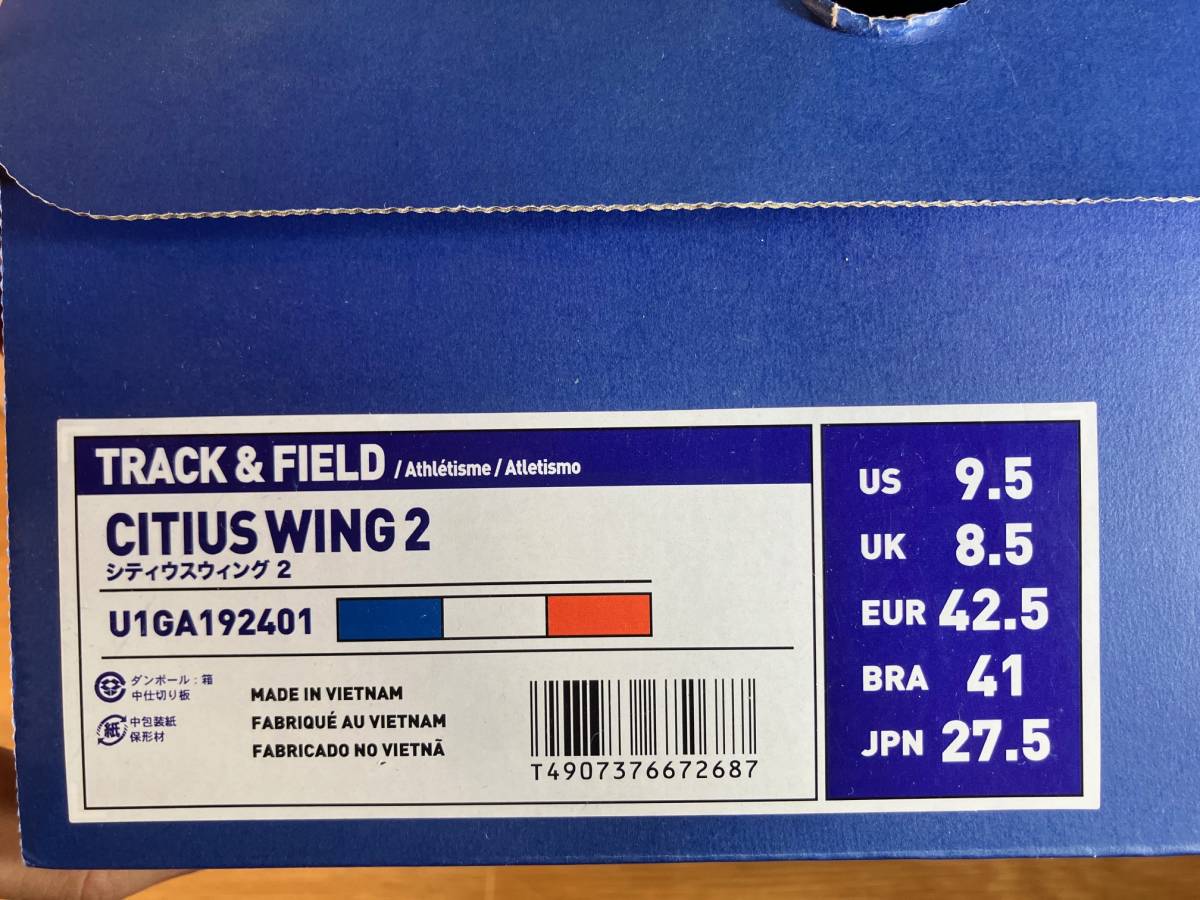 TRACK & FIELD / Athlétisme / Atletismo
CITIUS WING 2
シティウスウィング 2
U1GA192401
ダンボール：箱
中仕切り板
紙
中包装紙
保形材
MADE IN VIETNAM
FABRIQUÉ AU VIETNAM
FABRICADO NO VIETNÃ
T4907376672687
US 9.5
UK 8.5
EUR 42.5
BRA 41
JPN 27.5